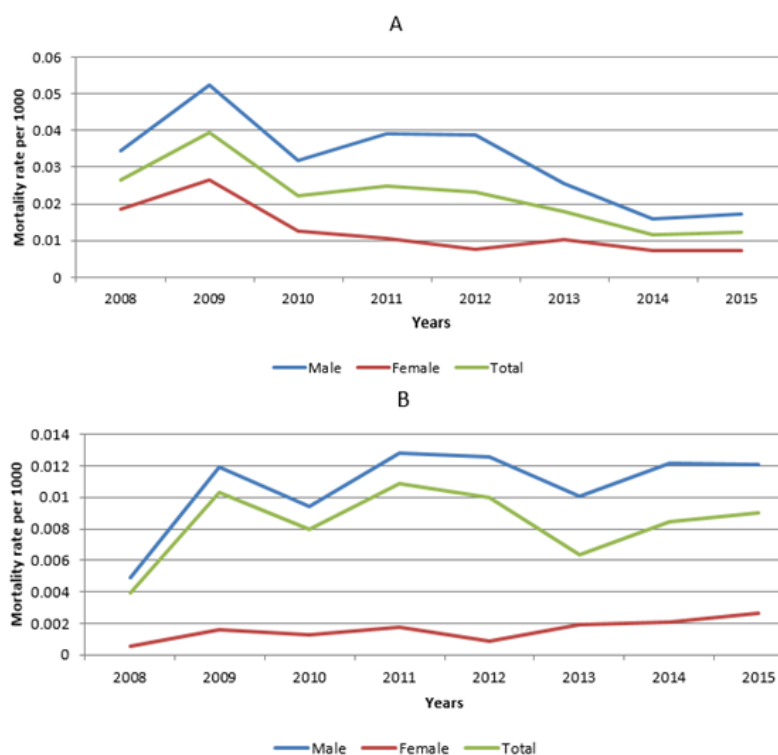 A
Mortality rate per 1000
0.06
0.05
0.04
0.03
0.02
0.01
0
2008 2009 2010 2011 2012 2013 2014 2015
Years
Male Female Total
B
Mortality rate per 1000
0.014
0.012
0.01
0.008
0.006
0.004
0.002
0
2008 2009 2010 2011 2012 2013 2014 2015
Years
Male Female Total